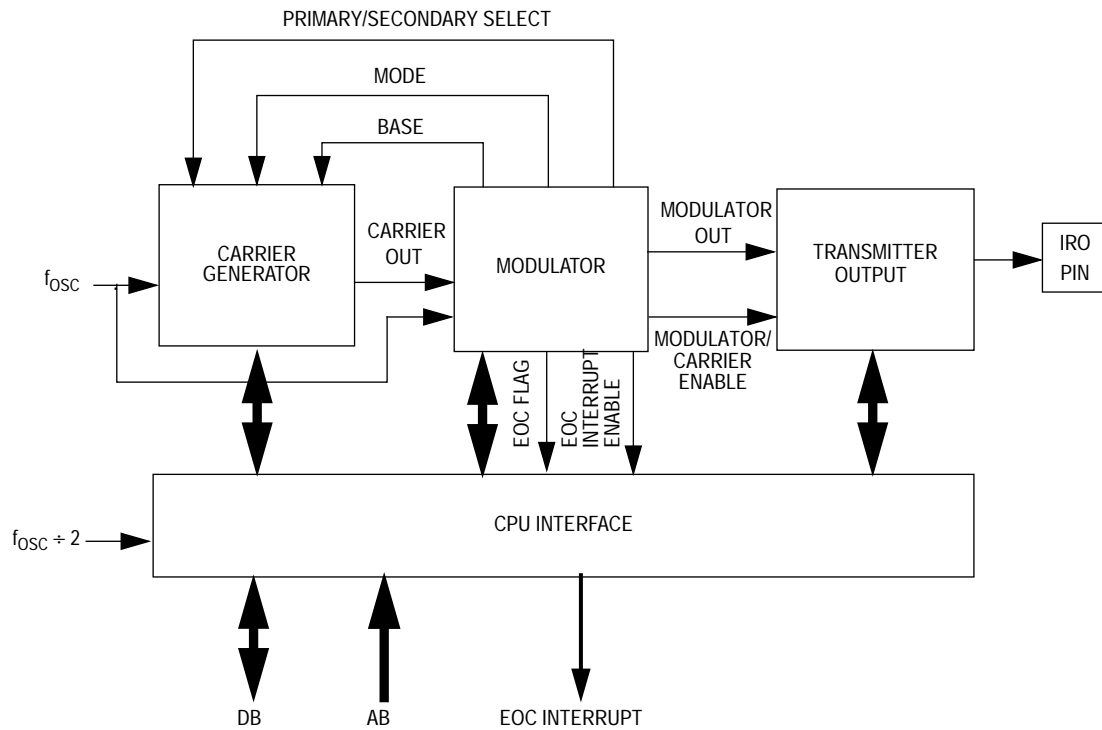 PRIMARY/SECONDARY SELECT
MODE
BASE
CARRIER
GENERATOR
CARRIER
OUT
MODULATOR
MODULATOR
OUT
TRANSMITTER
OUTPUT
IRO
PIN
fOSC
MODULATOR/
CARRIER
ENABLE
EOC FLAG
EOC
INTERRUPT
ENABLE
CPU INTERFACE
fOSC ÷ 2
DB
AB
EOC INTERRUPT